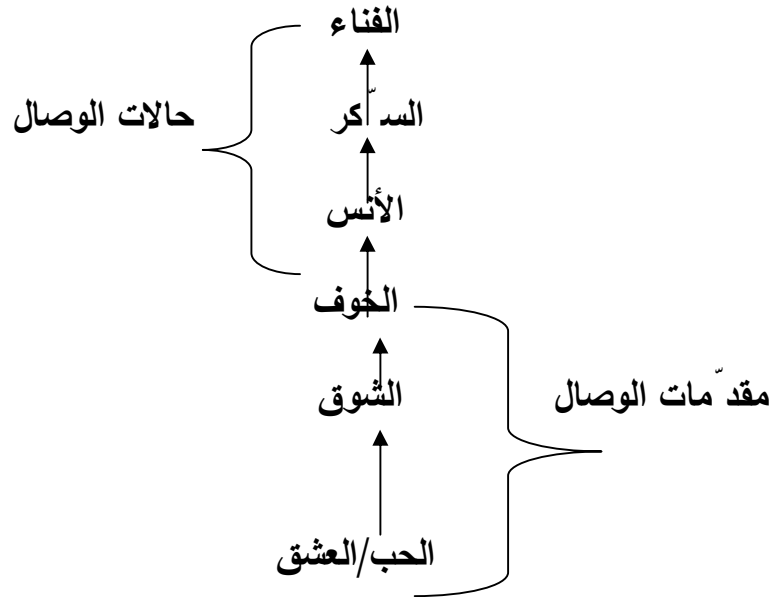 الفناء
حالات الوصال
السّكر
الأنس
الخوف
الشوق
مقدّمات الوصال
الحب/العشق